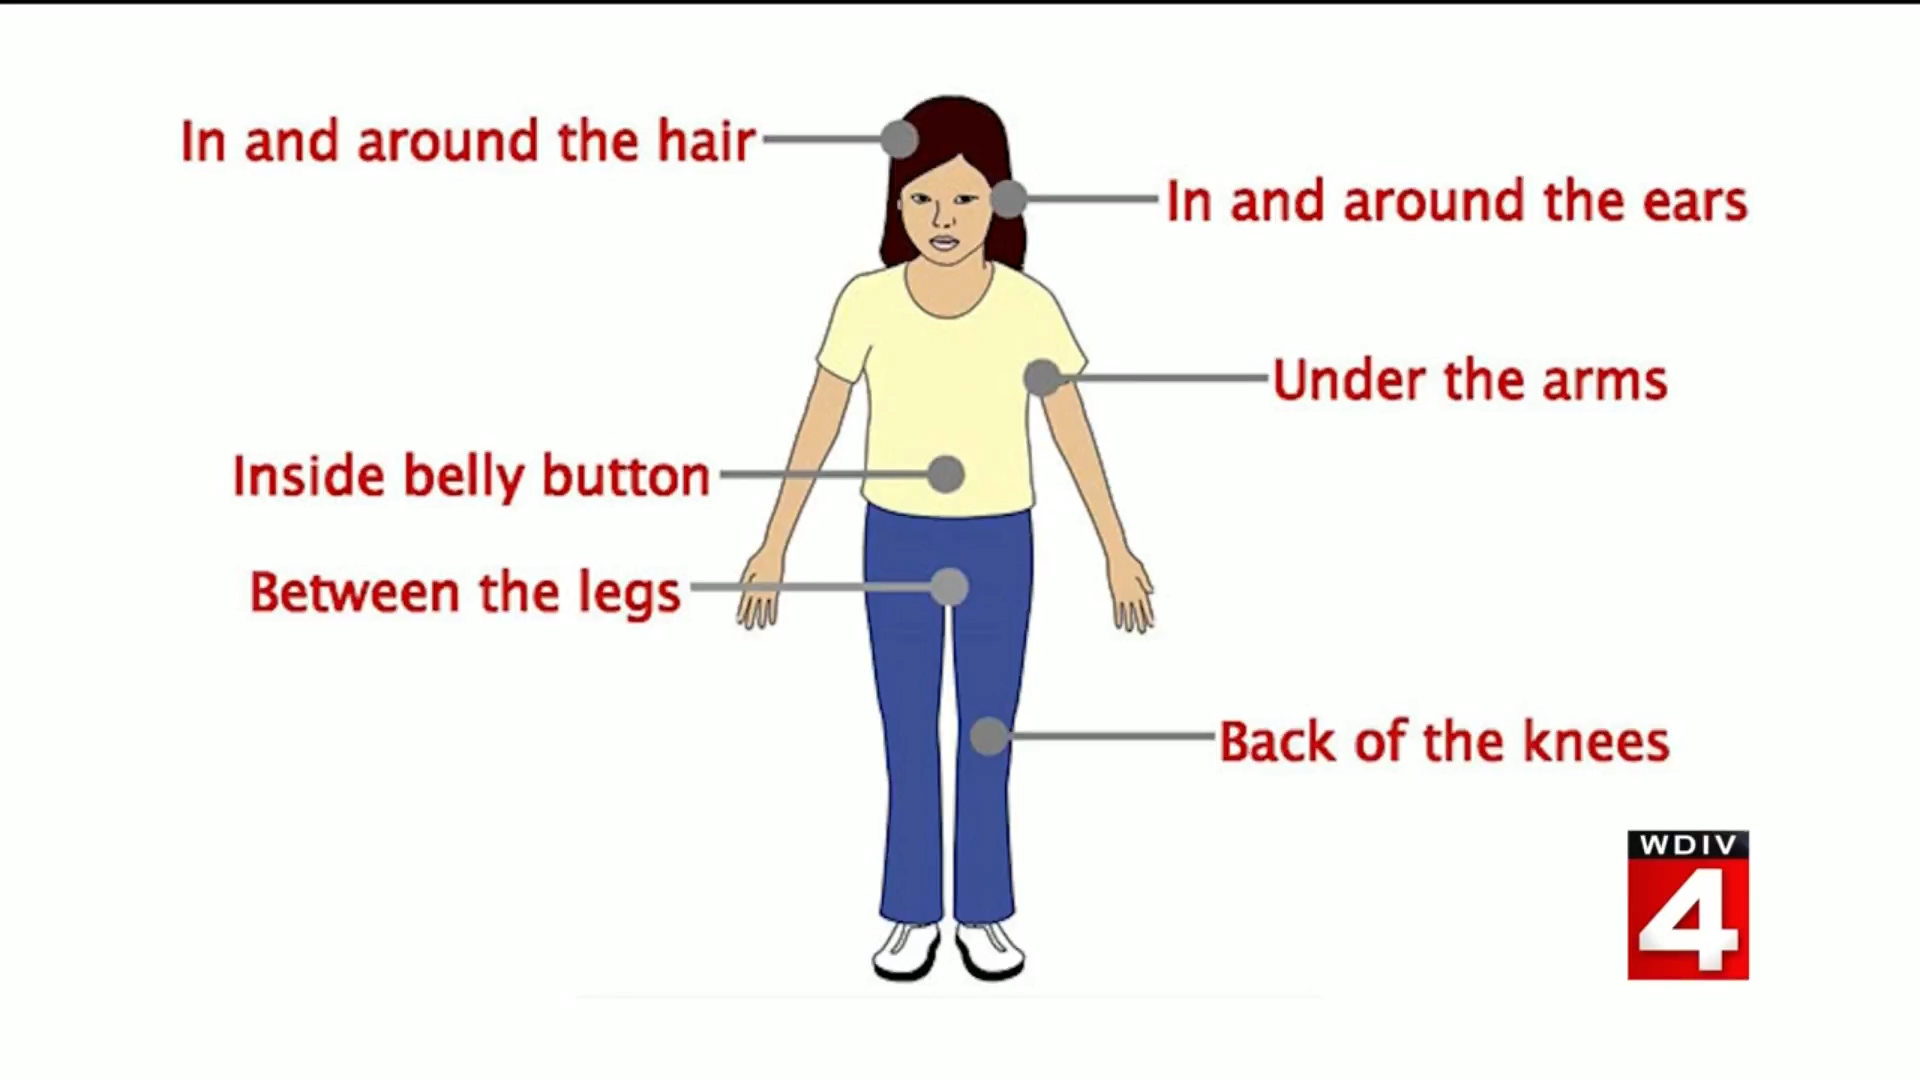 In and around the hair
In and around the ears
Under the arms
Inside belly button
Between the legs
Back of the knees
WDIV
4